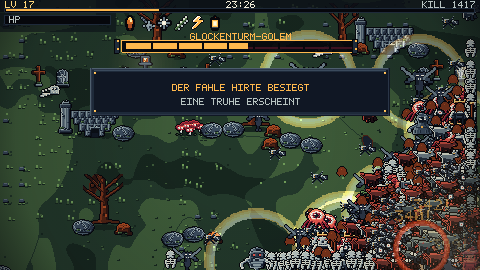 LV 17
23:26
KILL 1417
HP
GLOCKENTURM-GOLEM
DER FAHLE HIRTE BESIEGT
EINE TRUHE ERSCHEINT